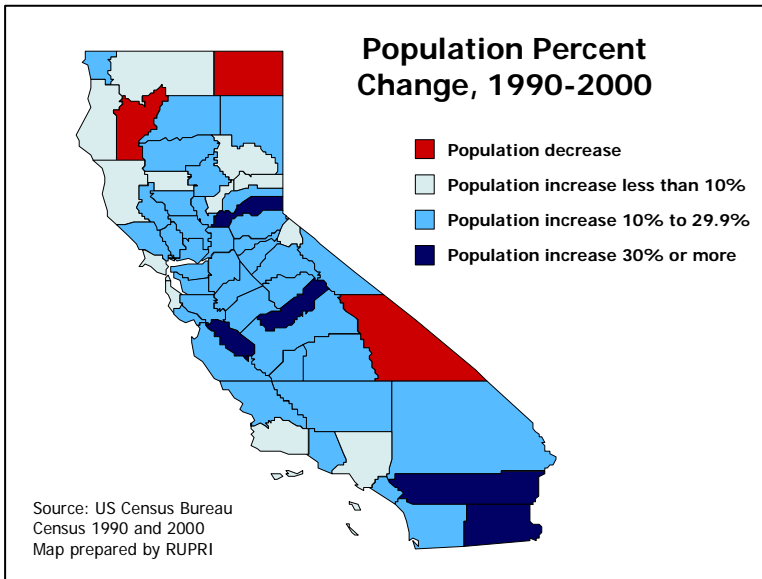 Population Percent
Change, 1990-2000
Population decrease
Population increase less than 10%
Population increase 10% to 29.9%
Population increase 30% or more
Source: US Census Bureau
Census 1990 and 2000
Map prepared by RUPRI